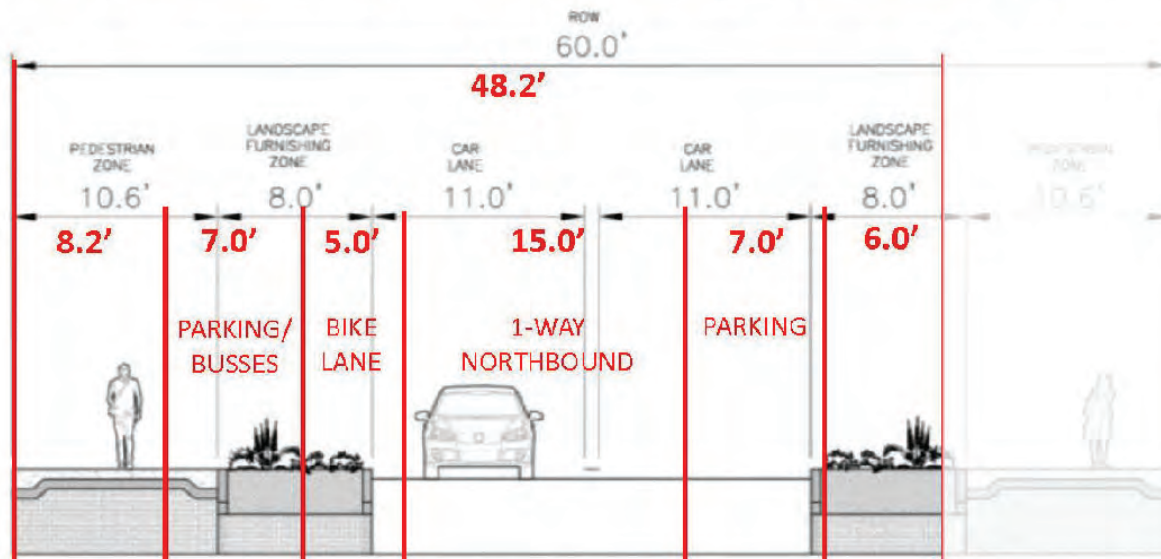 ROW
60.0'
48.2'
PEDESTRIAN
ZONE
10.6'
LANDSCAPE
FURNISHING
ZONE
8.0'
CAR
LANE
11.0'
CAR
LANE
11.0'
LANDSCAPE
FURNISHING
ZONE
8.0'
PEDESTRIAN
ZONE
10.6'
8.2'
7.0'
5.0'
15.0'
7.0'
6.0'
PARKING/
BUSSES
BIKE
LANE
1-WAY
NORTHBOUND
PARKING